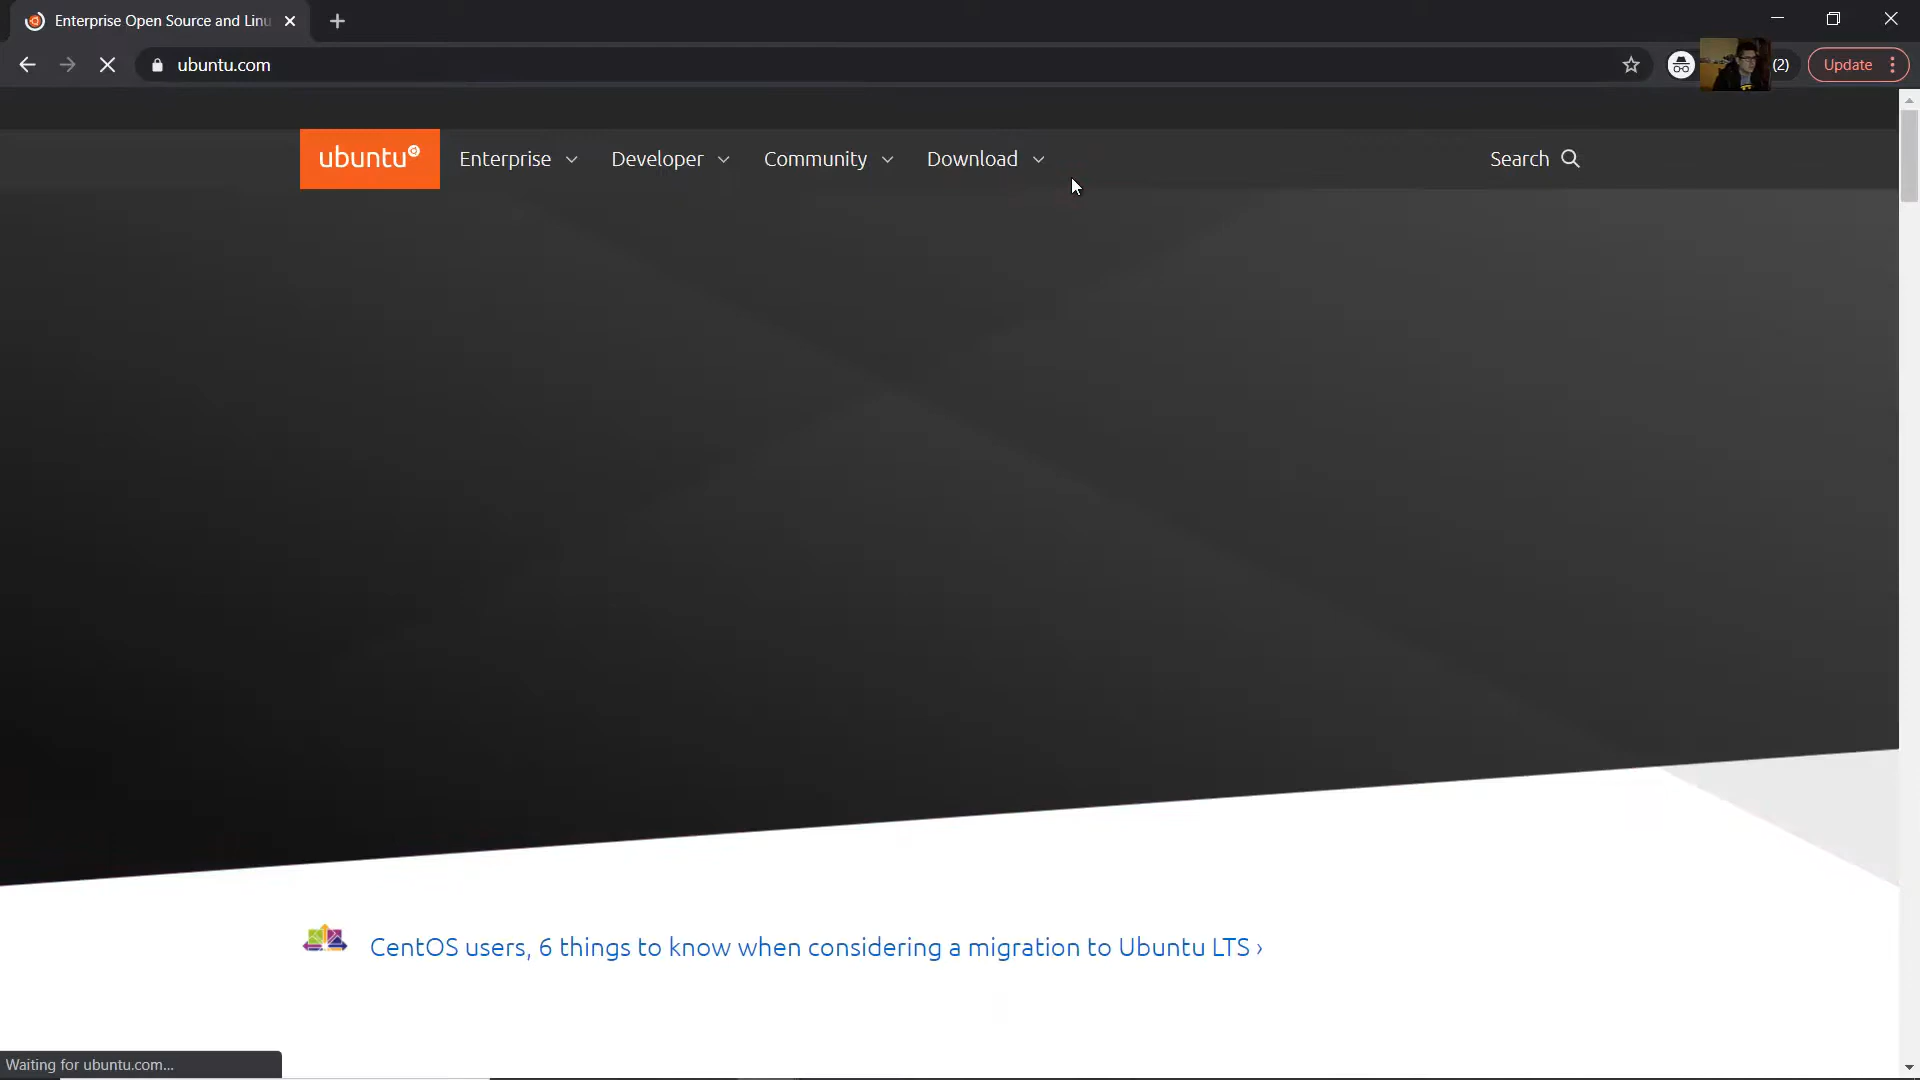 Enterprise Open Source and Linu
ubuntu.com
(2)
Update
ubuntu
Enterprise
Developer
Community
Download
Search
CentOS users, 6 things to know when considering a migration to Ubuntu LTS ›
Waiting for ubuntu.com...